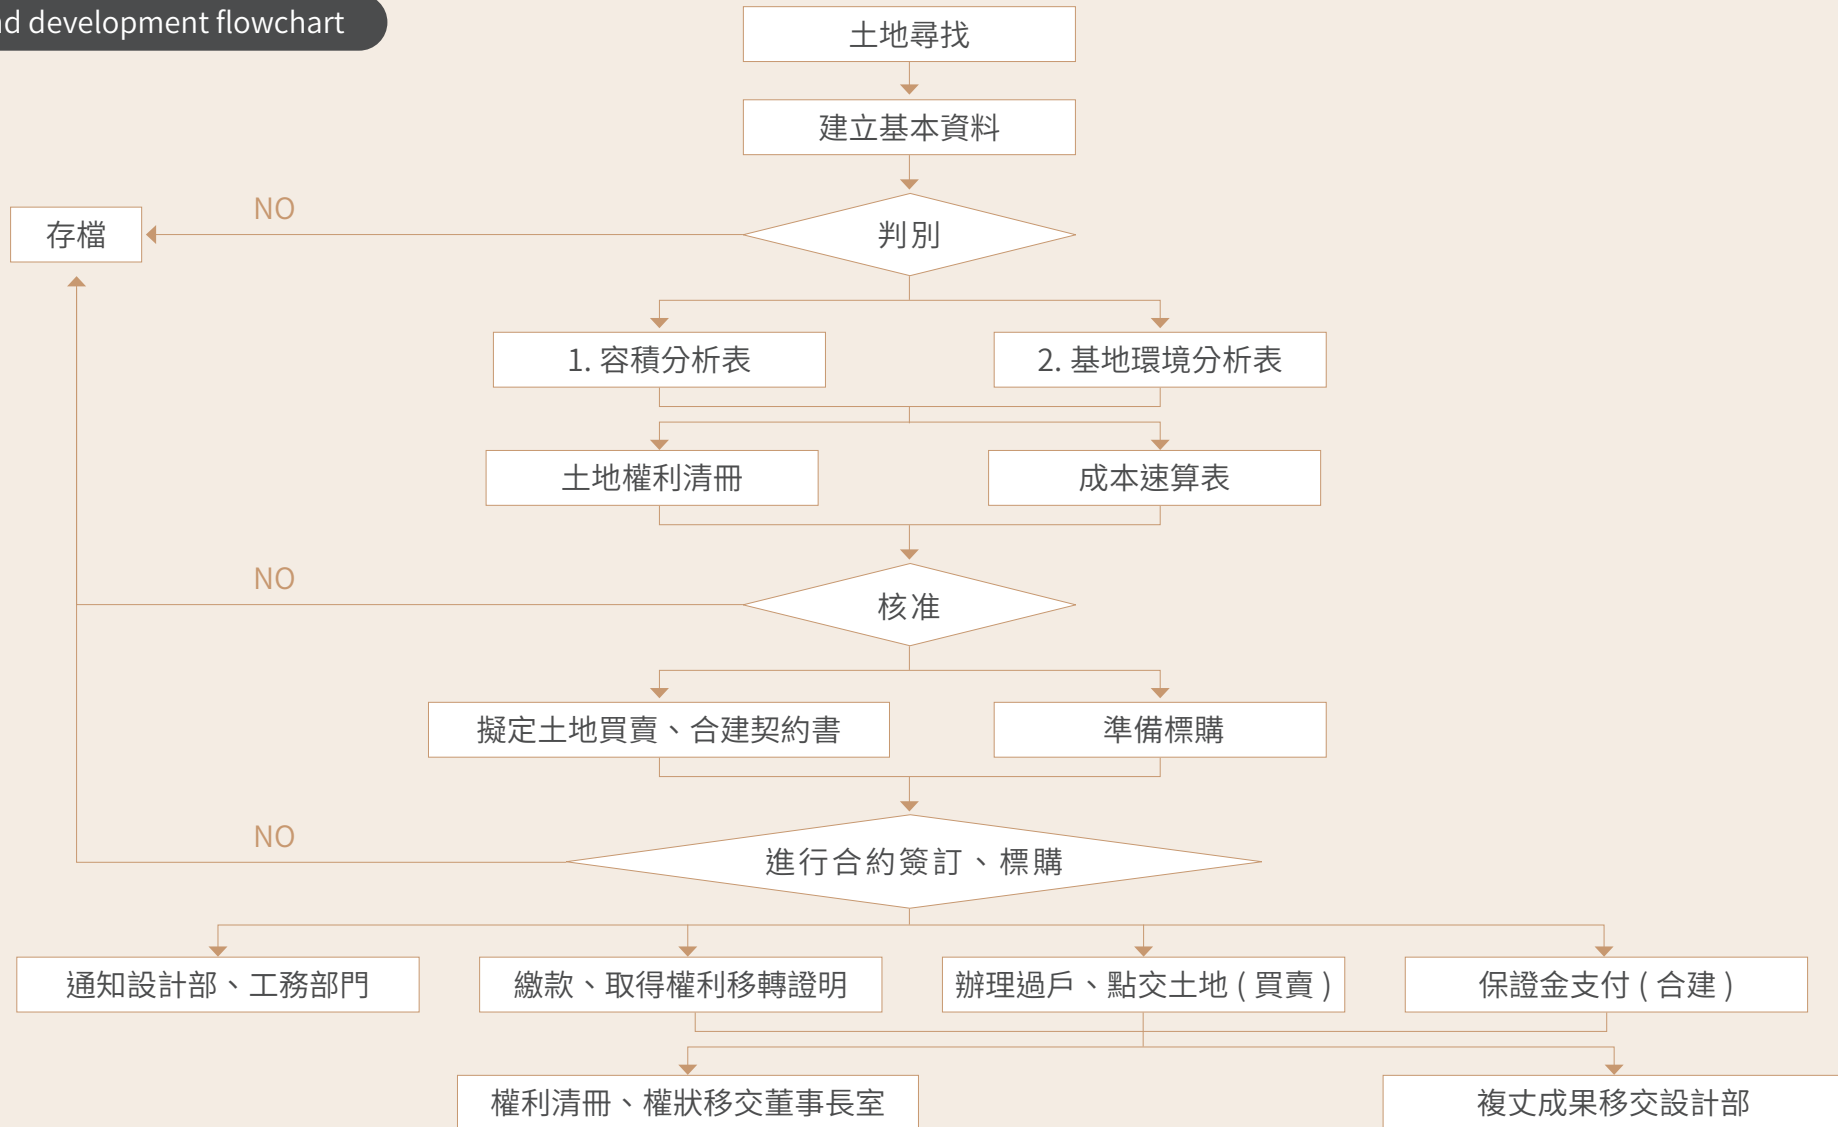 d development flowchart
土地尋找
建立基本資料
NO
存檔
判別
1. 容積分析表
2. 基地環境分析表
土地權利清冊
成本速算表
NO
核准
擬定土地買賣、合建契約書
準備標購
NO
進行合約簽訂、標購
通知設計部、工務部門
繳款、取得權利移轉證明
辦理過戶、點交土地 ( 買賣 )
保證金支付 ( 合建 )
權利清冊、權狀移交董事長室
複丈成果移交設計部